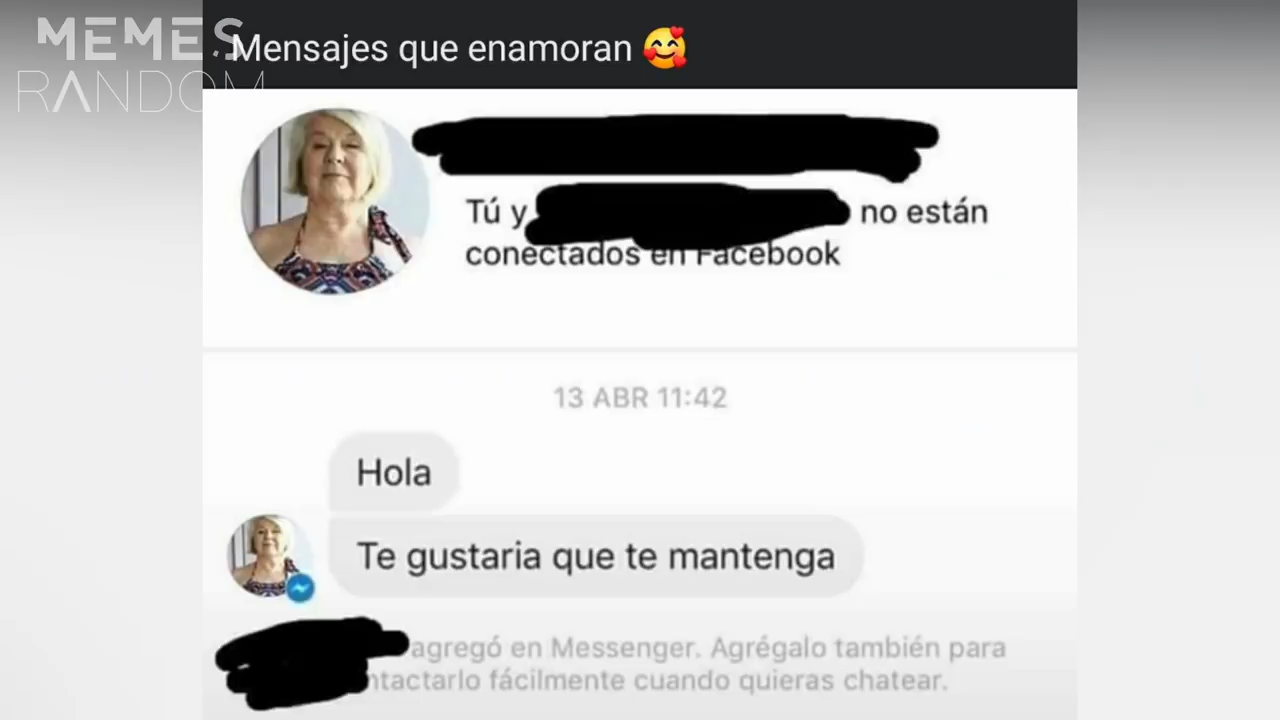 MEMES
RANDOM
Mensajes que enamoran 🥰
Tú y no están
conectados en Facebook
13 ABR 11:42
Hola
Te gustaria que te mantenga
agregó en Messenger. Agrégalo también para
ntactarlo fácilmente cuando quieras chatear.